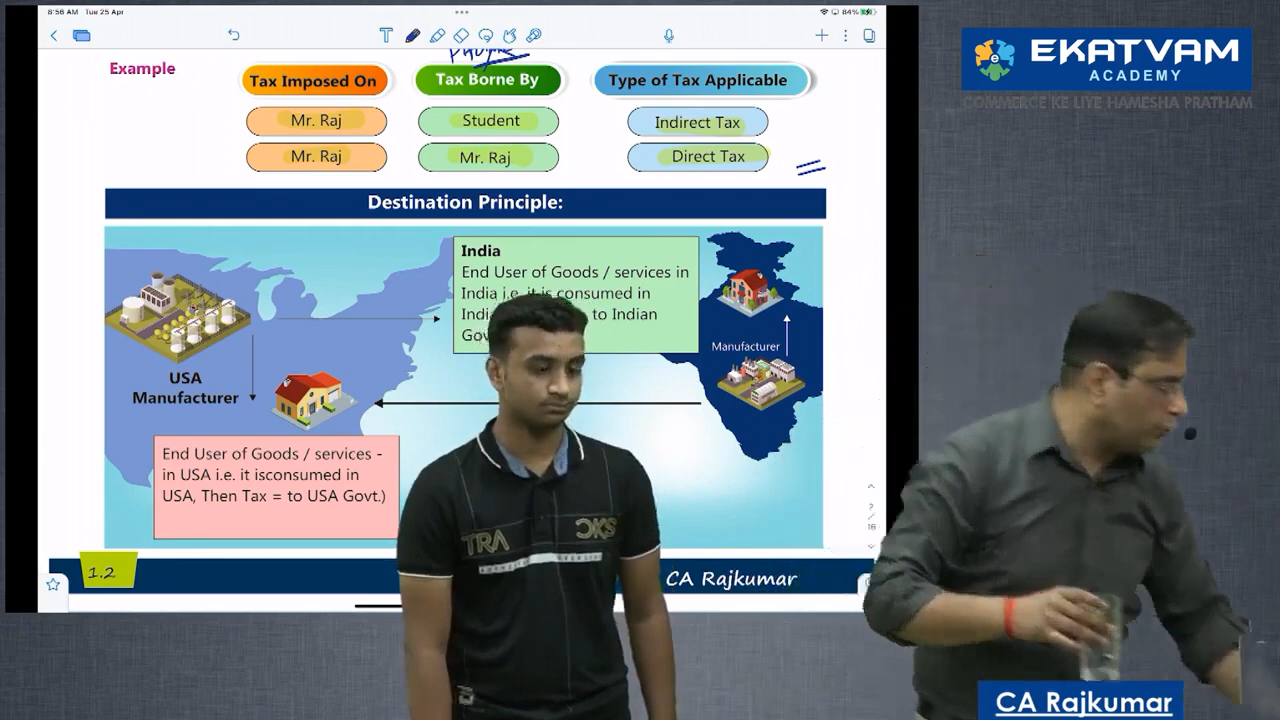 8:56 AM Tue 25 Apr
84%
EKATVAM
ACADEMY
COMMERCE KE LIYE HAMESHA PRATHAM
Example
Tax Imposed On
Tax Borne By
Type of Tax Applicable
Mr. Raj
Student
Indirect Tax
Mr. Raj
Mr. Raj
Direct Tax
Destination Principle:
India
End User of Goods / services in
India i.e. it is consumed in
to Indian
Manufacturer
USA
Manufacturer
End User of Goods / services -
in USA i.e. it isconsumed in
USA, Then Tax = to USA Govt.)
2
16
TRA
1.2
CA Rajkumar
CA Rajkumar